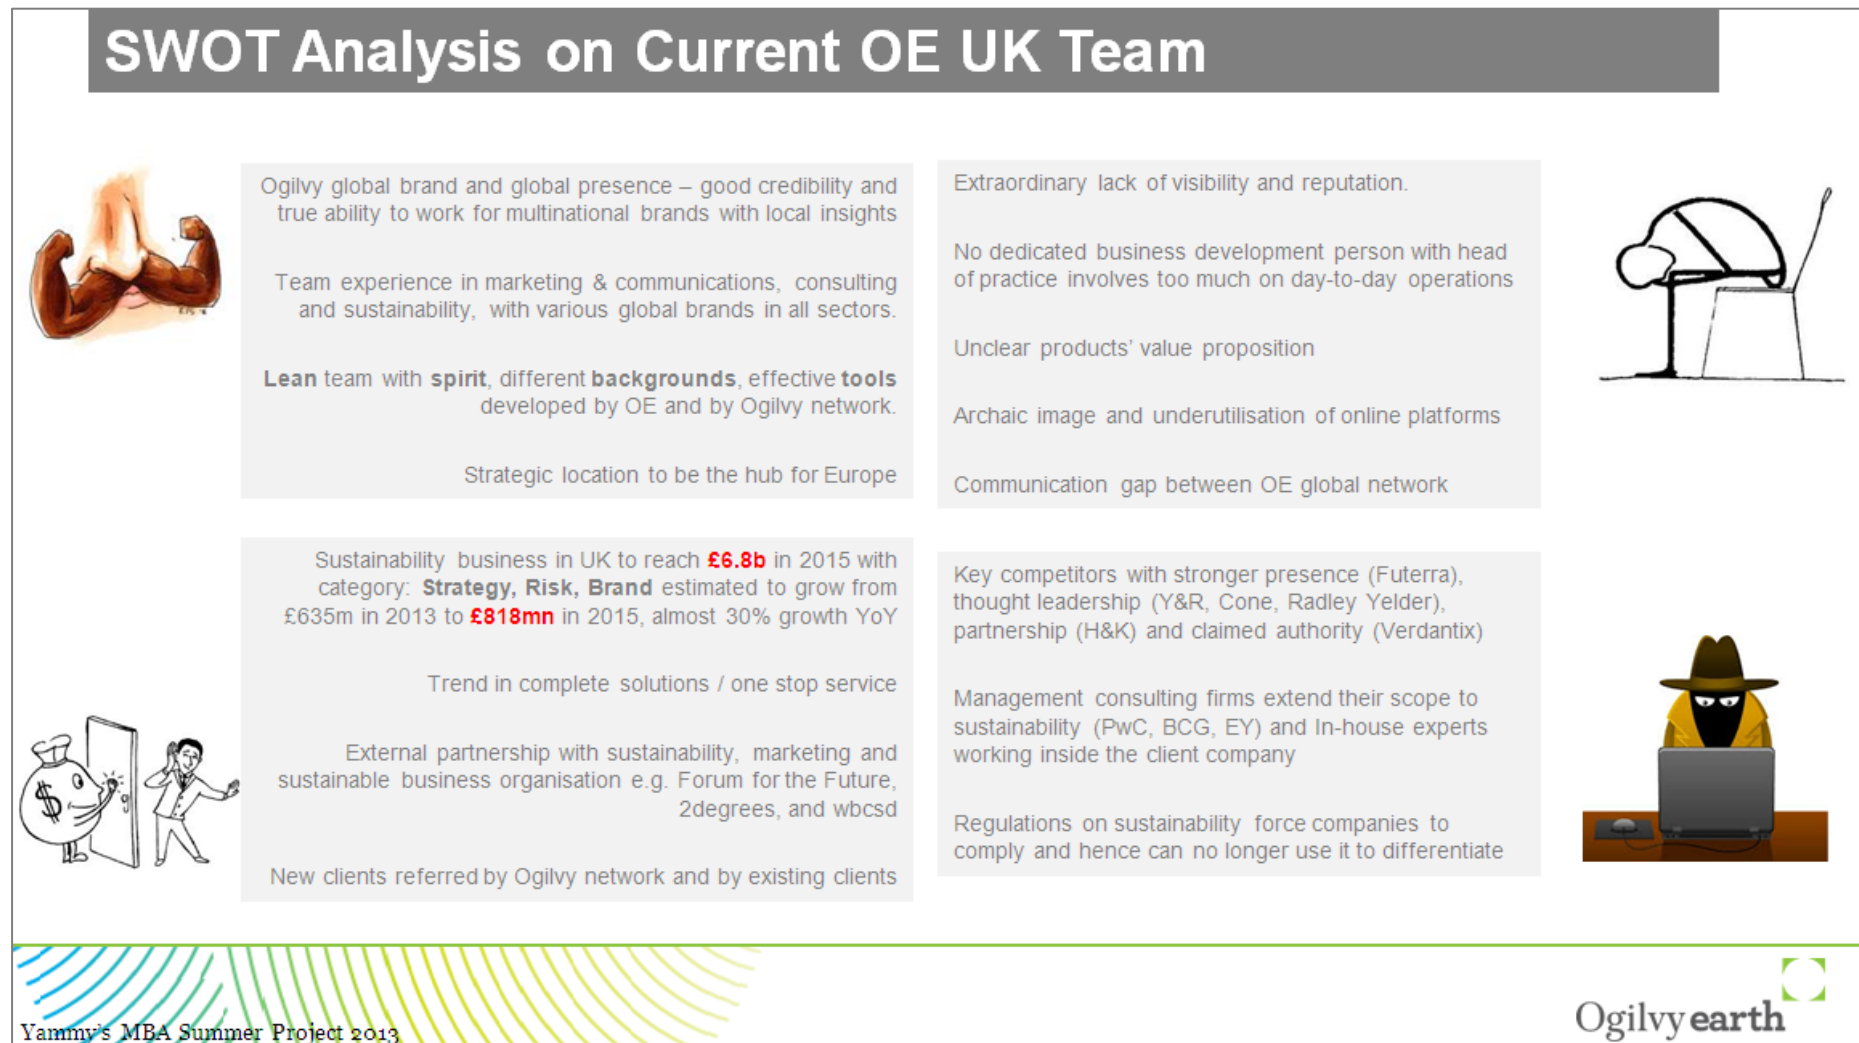 SWOT Analysis on Current OE UK Team
Ogilvy global brand and global presence – good credibility and
true ability to work for multinational brands with local insights
Team experience in marketing & communications, consulting
and sustainability, with various global brands in all sectors.
Lean team with spirit, different backgrounds, effective tools
developed by OE and by Ogilvy network.
Strategic location to be the hub for Europe
Extraordinary lack of visibility and reputation.
No dedicated business development person with head
of practice involves too much on day-to-day operations
Unclear products' value proposition
Archaic image and underutilisation of online platforms
Communication gap between OE global network
Sustainability business in UK to reach £6.8b in 2015 with
category: Strategy, Risk, Brand estimated to grow from
£635m in 2013 to £818mn in 2015, almost 30% growth YoY
Trend in complete solutions / one stop service
External partnership with sustainability, marketing and
sustainable business organisation e.g. Forum for the Future,
2degrees, and wbcsd
New clients referred by Ogilvy network and by existing clients
Key competitors with stronger presence (Futerra),
thought leadership (Y&R, Cone, Radley Yelder),
partnership (H&K) and claimed authority (Verdantix)
Management consulting firms extend their scope to
sustainability (PwC, BCG, EY) and In-house experts
working inside the client company
Regulations on sustainability force companies to
comply and hence can no longer use it to differentiate
$
Yammy's MBA Summer Project 2013
Ogilvyearth